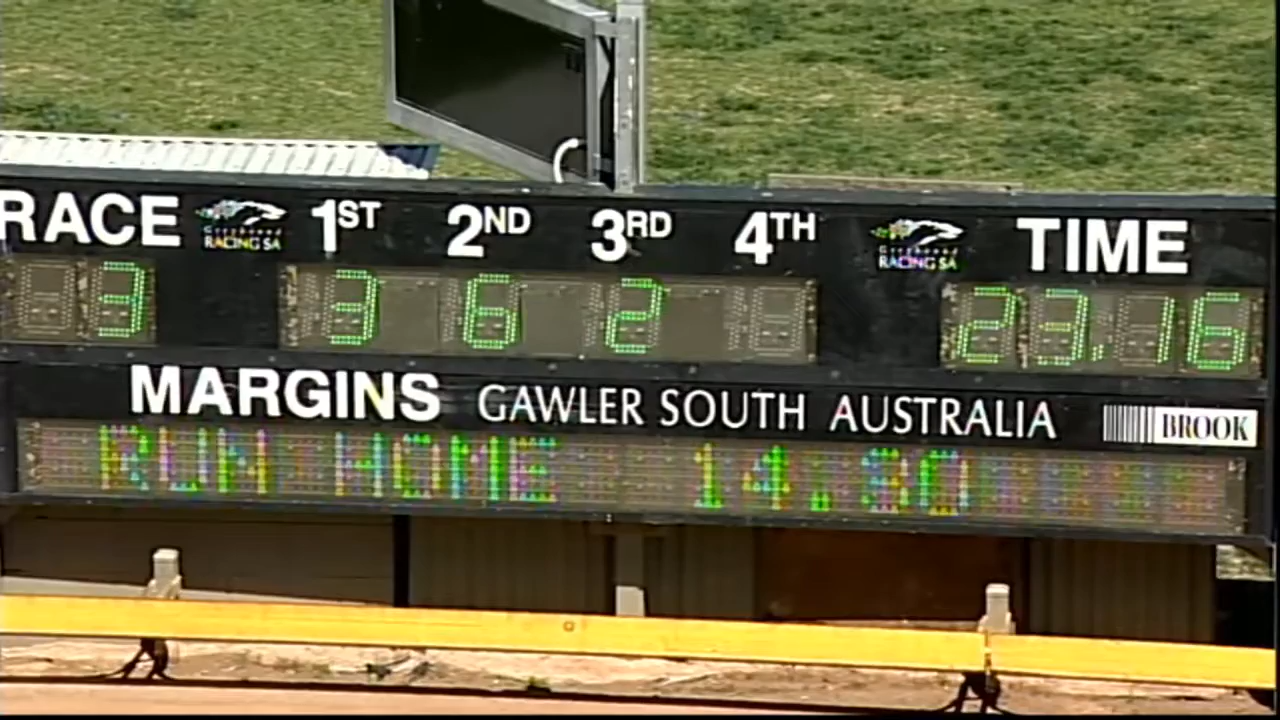 RACE Greyhound RACING SA 1ST 2ND 3RD 4TH Greyhound RACING SA TIME
3 3 6 2 23.16
MARGINS GAWLER SOUTH AUSTRALIA BROOK
RUN HOME 14.80